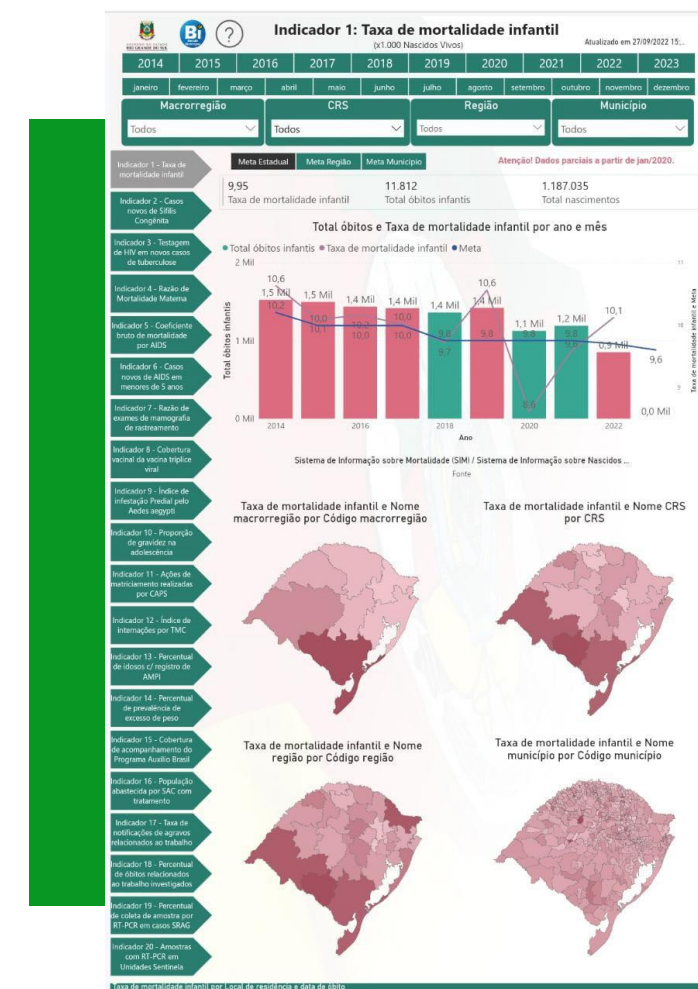 GOVERNO DO ESTADO
RIO GRANDE DO SUL
Bi
?
Indicador 1: Taxa de mortalidade infantil
(x1.000 Nascidos Vivos)
Atualizado em 27/09/2022 15:...
2014 2015 2016 2017 2018 2019 2020 2021 2022 2023
janeiro fevereiro março abril maio junho julho agosto setembro outubro novembro dezembro
Macrorregião CRS Região Município
Todos Todos Todos Todos
Indicador 1 - Taxa de
mortalidade infantil
Indicador 2 - Casos
novos de Sífilis
Congênita
Indicador 3 - Testagem
de HIV em novos casos
de tuberculose
Indicador 4 - Razão de
Mortalidade Materna
Indicador 5 - Coeficiente
bruto de mortalidade
por AIDS
Indicador 6 - Casos
novos de AIDS em
menores de 5 anos
Indicador 7 - Razão de
exames de mamografia
de rastreamento
Indicador 8 - Cobertura
vacinal da vacina tríplice
viral
Indicador 9 - Índice de
infestação Predial pelo
Aedes aegypti
Indicador 10 - Proporção
de gravidez na
adolescência
Indicador 11 - Ações de
matriciamento realizadas
por CAPS
Indicador 12 - Índice de
internações por TMC
Indicador 13 - Percentual
de idosos c/ registro de
AMPI
Indicador 14 - Percentual
de prevalência de
excesso de peso
Indicador 15 - Cobertura
de acompanhamento do
Programa Auxílio Brasil
Indicador 16 - População
abastecida por SAC com
tratamento
Indicador 17 - Taxa de
notificações de agravos
relacionados ao trabalho
Indicador 18 - Percentual
de óbitos relacionados
ao trabalho investigados
Indicador 19 - Percentual
de coleta de amostra por
RT-PCR em casos SRAG
Indicador 20 - Amostras
com RT-PCR em
Unidades Sentinela
Meta Estadual Meta Região Meta Municipio
Atenção! Dados parciais a partir de jan/2020.
9,95 11.812 1.187.035
Taxa de mortalidade infantil Total óbitos infantis Total nascimentos
Total óbitos e Taxa de mortalidade infantil por ano e mês
Total óbitos infantis Taxa de mortalidade infantil Meta
2 Mil 11
10,6 10,6
1,5 Mil 1,5 Mil 1,4 Mil 1,4 Mil 1,4 Mil 1,4 Mil 1,1 Mil 1,2 Mil 0,9 Mil 0,0 Mil
10,2 10,0 10,2 10,0 9,8 9,8 9,8 9,8 10,1
10,1 10,0 10,0 9,7 8,6 9,6 9,6
1 Mil 10
9
0 Mil
2014 2016 2018 2020 2022
Ano
Total óbitos infantis
Taxa de mortalidade infantil e Meta
Sistema de Informação sobre Mortalidade (SIM) / Sistema de Informação sobre Nascidos ...
Fonte
Taxa de mortalidade infantil e Nome
macrorregião por Código macrorregião
Taxa de mortalidade infantil e Nome CRS
por CRS
Taxa de mortalidade infantil e Nome
região por Código região
Taxa de mortalidade infantil e Nome
município por Código município
Taxa de mortalidade infantil por Local de residência e data de óbito